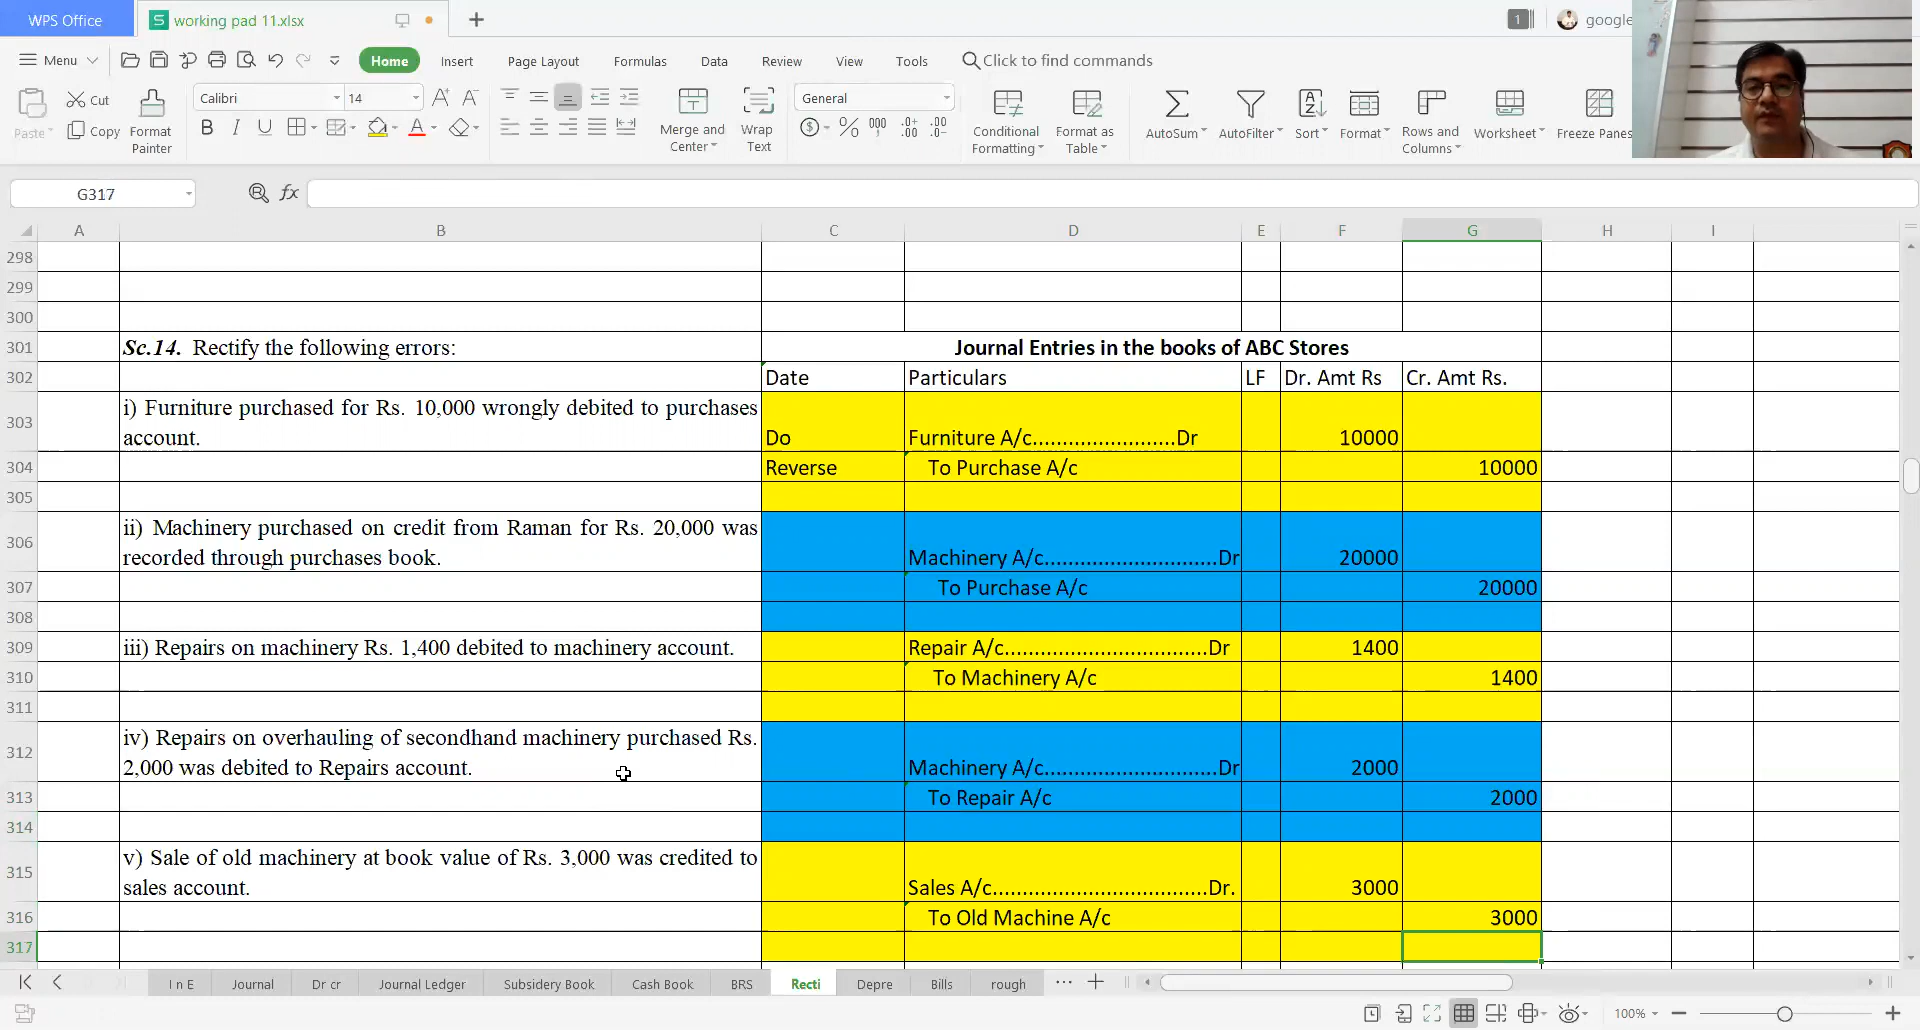 WPS Office
working pad 11.xlsx
1
google
Menu
Home
Insert
Page Layout
Formulas
Data
Review
View
Tools
Click to find commands
Paste
Cut
Copy
Format
Painter
Calibri
14
Merge and
Center
Wrap
Text
General
Conditional
Formatting
Format as
Table
AutoSum
AutoFilter
Sort
Format
Rows and
Columns
Worksheet
Freeze Panes
G317
A B C D E F G H I
298
299
300
301 Sc.14. Rectify the following errors: Journal Entries in the books of ABC Stores
302 Date Particulars LF Dr. Amt Rs Cr. Amt Rs.
i) Furniture purchased for Rs. 10,000 wrongly debited to purchases
303 account. Do Furniture A/c........................Dr 10000
304 Reverse To Purchase A/c 10000
305
ii) Machinery purchased on credit from Raman for Rs. 20,000 was
306 recorded through purchases book. Machinery A/c.............................Dr 20000
307 To Purchase A/c 20000
308
309 iii) Repairs on machinery Rs. 1,400 debited to machinery account. Repair A/c..................................Dr 1400
310 To Machinery A/c 1400
311
iv) Repairs on overhauling of secondhand machinery purchased Rs.
312 2,000 was debited to Repairs account. Machinery A/c.............................Dr 2000
313 To Repair A/c 2000
314
v) Sale of old machinery at book value of Rs. 3,000 was credited to
315 sales account. Sales A/c....................................Dr. 3000
316 To Old Machine A/c 3000
317
I n E
Journal
Dr cr
Journal Ledger
Subsidery Book
Cash Book
BRS
Recti
Depre
Bills
rough
100%